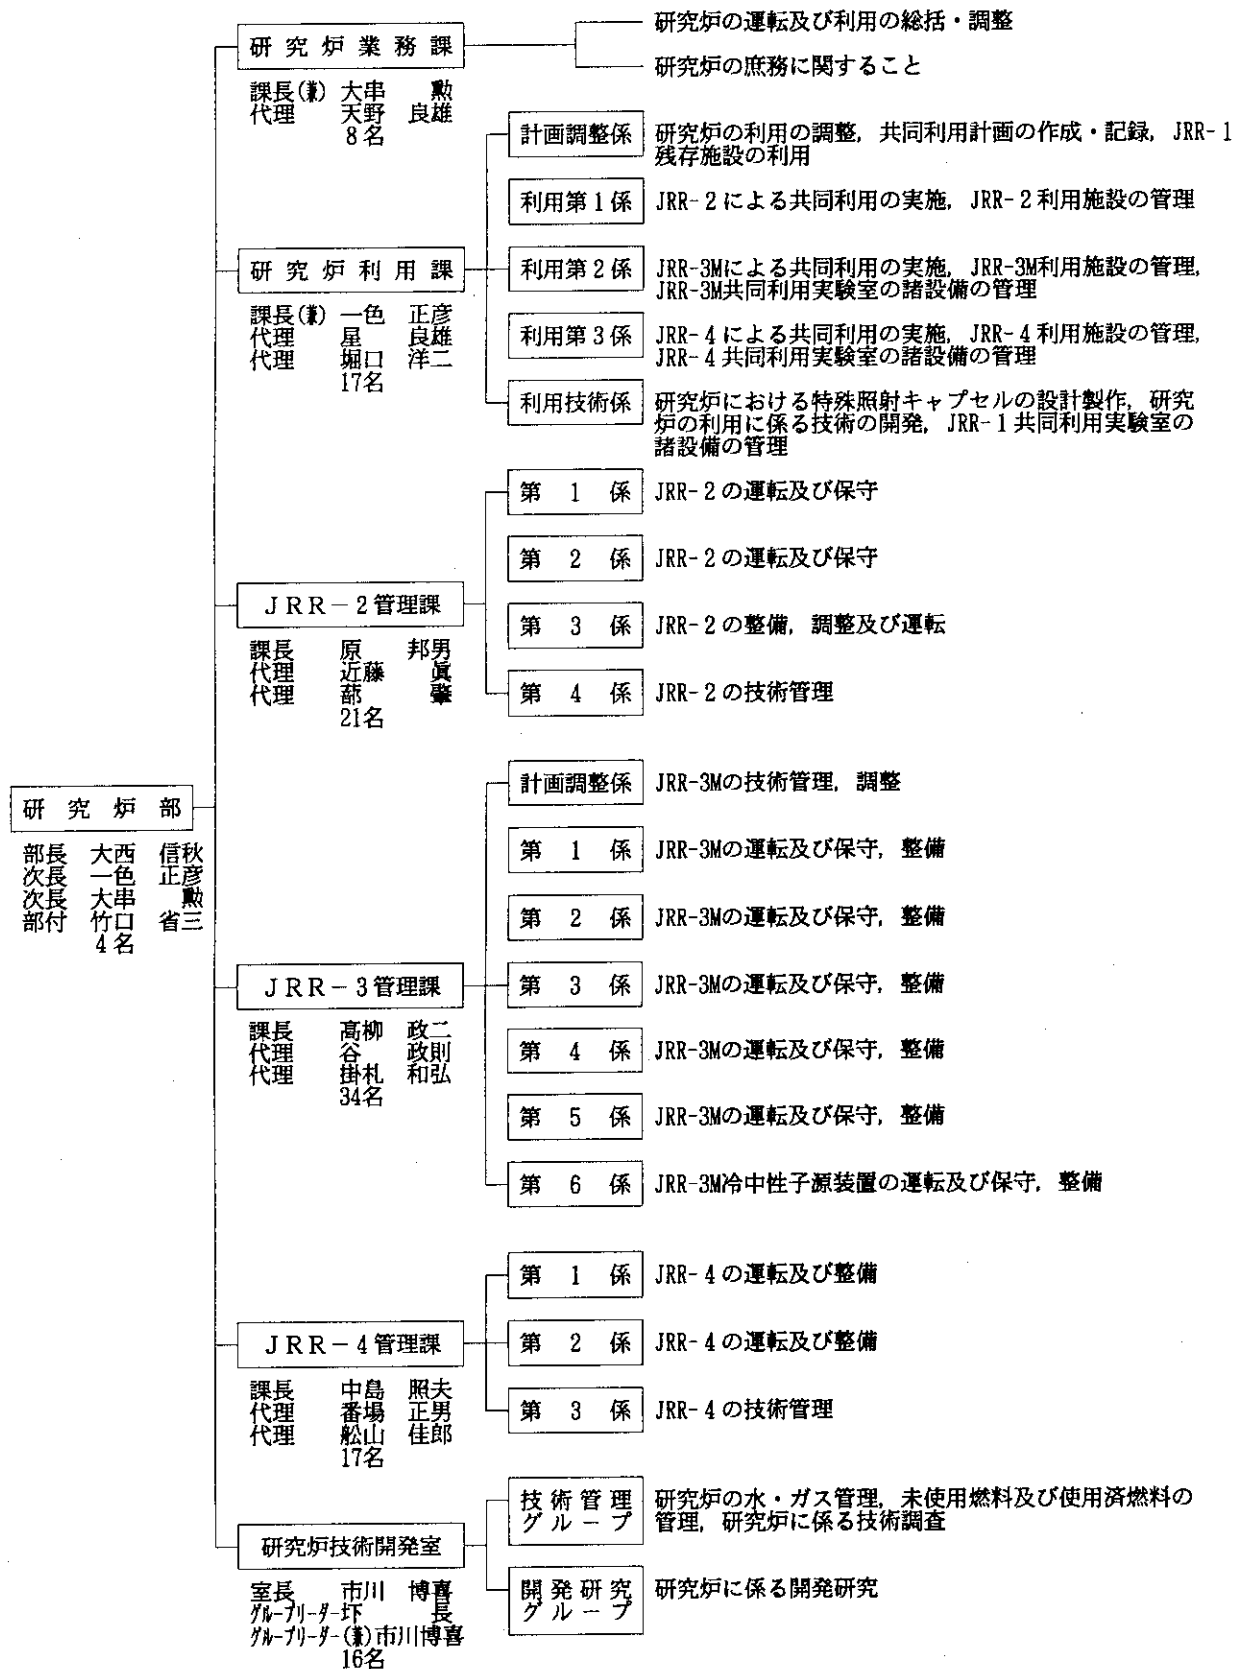 研究炉業務課
課長(兼) 大串 勲
代理 天野 良雄
8名
研究炉の運転及び利用の総括・調整
研究炉の庶務に関すること
研究炉利用課
課長(兼) 一色 正彦
代理 星 良雄
代理 堀口 洋二
17名
計画調整係
研究炉の利用の調整, 共同利用計画の作成・記録, JRR-1
残存施設の利用
利用第1係
JRR-2による共同利用の実施, JRR-2利用施設の管理
利用第2係
JRR-3Mによる共同利用の実施, JRR-3M利用施設の管理,
JRR-3M共同利用実験室の諸設備の管理
利用第3係
JRR-4による共同利用の実施, JRR-4利用施設の管理,
JRR-4共同利用実験室の諸設備の管理
利用技術係
研究炉における特殊照射キャプセルの設計製作, 研究
炉の利用に係る技術の開発, JRR-1共同利用実験室の
諸設備の管理
JRR-2管理課
課長 原 邦男
代理 近藤 眞
代理 肇
21名
第1係
JRR-2の運転及び保守
第2係
JRR-2の運転及び保守
第3係
JRR-2の整備, 調整及び運転
第4係
JRR-2の技術管理
研究炉部
部長 大西 信秋
次長 一色 正彦
次長 大串 勲
部付 竹口 省三
4名
JRR-3管理課
課長 高柳 政二
代理 谷 政則
代理 掛札 和弘
34名
計画調整係
JRR-3Mの技術管理, 調整
第1係
JRR-3Mの運転及び保守, 整備
第2係
JRR-3Mの運転及び保守, 整備
第3係
JRR-3Mの運転及び保守, 整備
第4係
JRR-3Mの運転及び保守, 整備
第5係
JRR-3Mの運転及び保守, 整備
第6係
JRR-3M冷中性子源装置の運転及び保守, 整備
JRR-4管理課
課長 中島 照夫
代理 番場 正男
代理 舩山 佳郎
17名
第1係
JRR-4の運転及び整備
第2係
JRR-4の運転及び整備
第3係
JRR-4の技術管理
研究炉技術開発室
室長 市川 博喜
グループリーダー 圷 長
グループリーダー(兼)市川博喜
16名
技術管理
グループ
研究炉の水・ガス管理, 未使用燃料及び使用済燃料の
管理, 研究炉に係る技術調査
開発研究
グループ
研究炉に係る開発研究